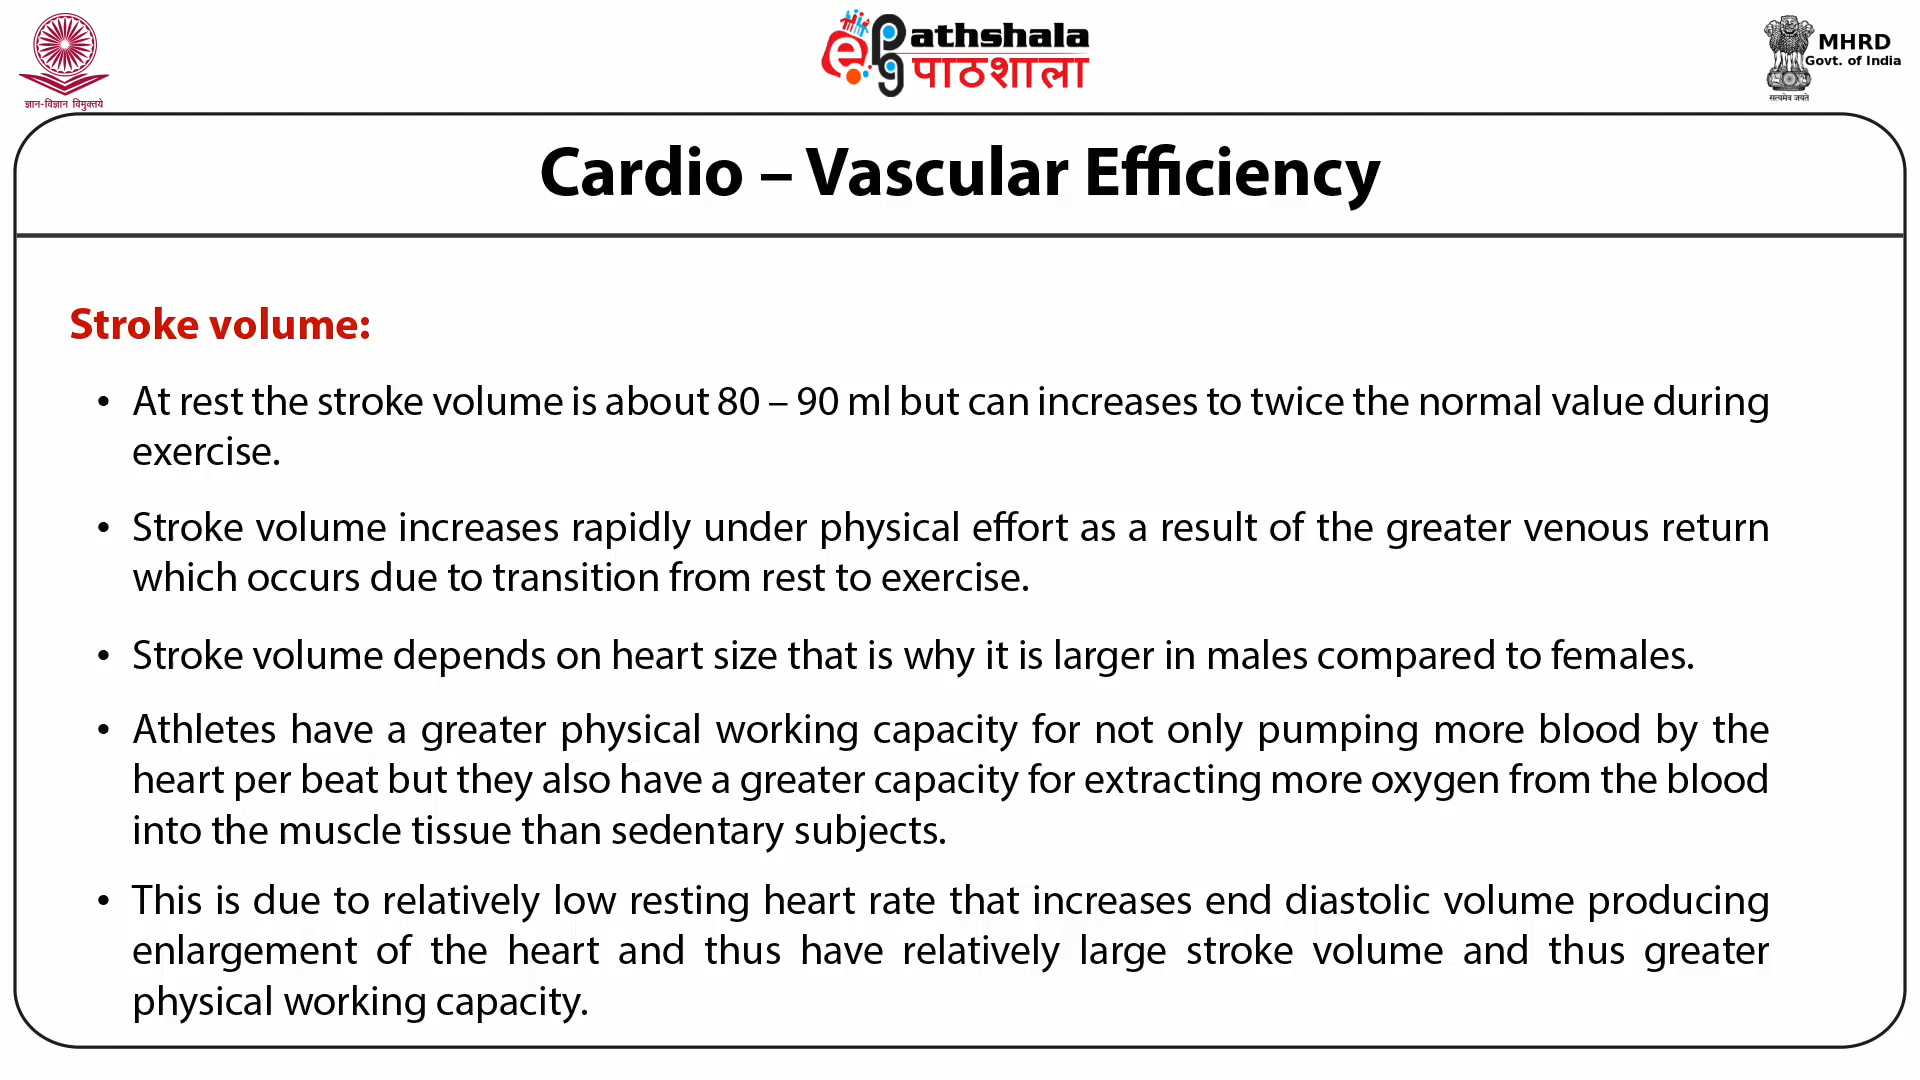 ज्ञान-विज्ञान विमुक्तये
ePG Pathshala
पाठशाला
MHRD
Govt. of India
सत्यमेव जयते
Cardio – Vascular Efficiency
Stroke volume:
• At rest the stroke volume is about 80 – 90 ml but can increases to twice the normal value during
exercise.
• Stroke volume increases rapidly under physical effort as a result of the greater venous return
which occurs due to transition from rest to exercise.
• Stroke volume depends on heart size that is why it is larger in males compared to females.
• Athletes have a greater physical working capacity for not only pumping more blood by the
heart per beat but they also have a greater capacity for extracting more oxygen from the blood
into the muscle tissue than sedentary subjects.
• This is due to relatively low resting heart rate that increases end diastolic volume producing
enlargement of the heart and thus have relatively large stroke volume and thus greater
physical working capacity.